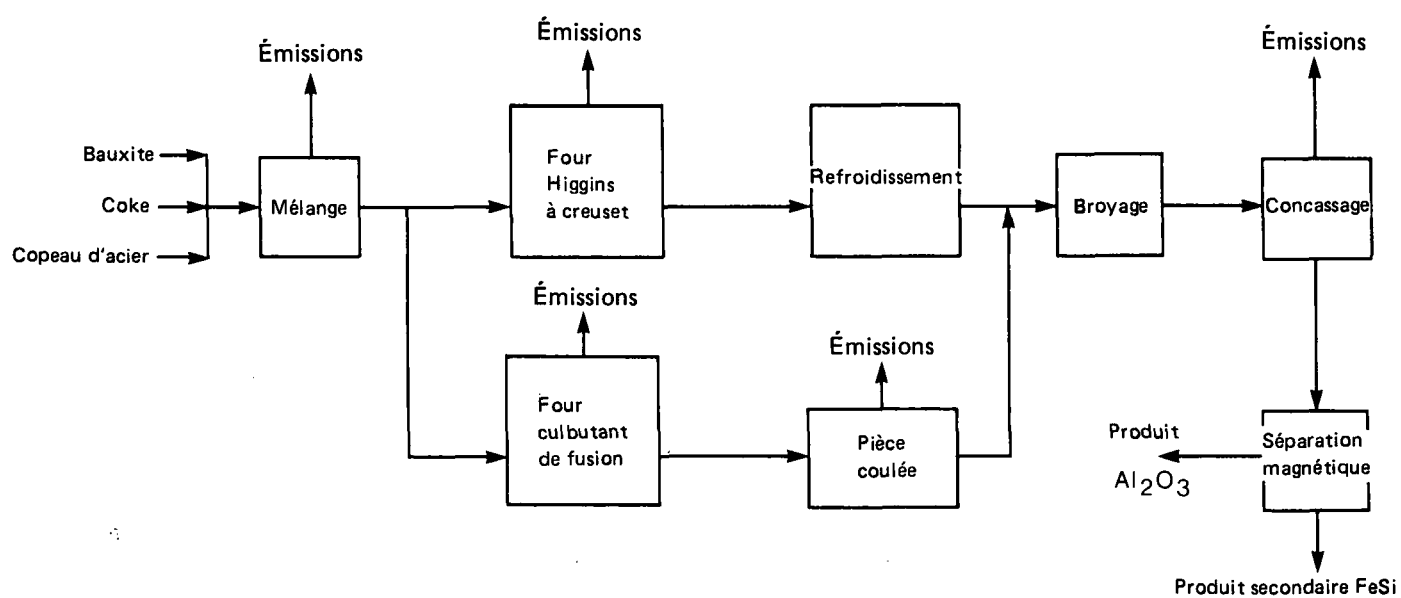 Émissions
Émissions
Émissions
Bauxite
Coke
Copeau d'acier
Mélange
Four
Higgins
à creuset
Refroidissement
Broyage
Concassage
Émissions
Émissions
Four
culbutant
de fusion
Pièce
coulée
Produit
Al2O3
Séparation
magnétique
Produit secondaire FeSi